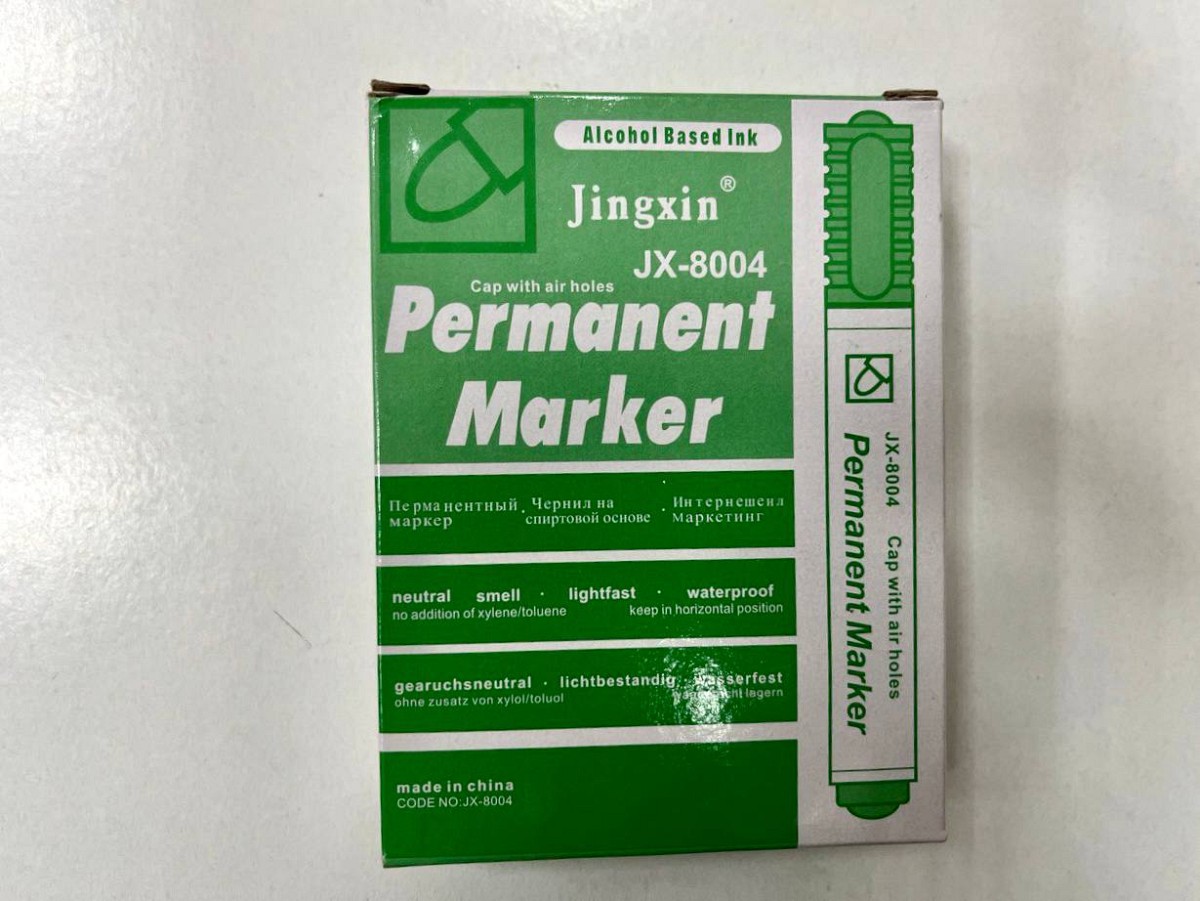 Alcohol Based Ink
Jingxin®
JX-8004
Cap with air holes
Permanent
Marker
Перманентный · Чернил на · Интернешенл
маркер спиртовой основе маркетинг
neutral smell · lightfast · waterproof
no addition of xylene/toluene keep in horizontal position
gearuchsneutral · lichtbestandig · wasserfest
ohne zusatz von xylol/toluol lagern
made in china
CODE NO:JX-8004
JX-8004 Cap with air holes
Permanent Marker